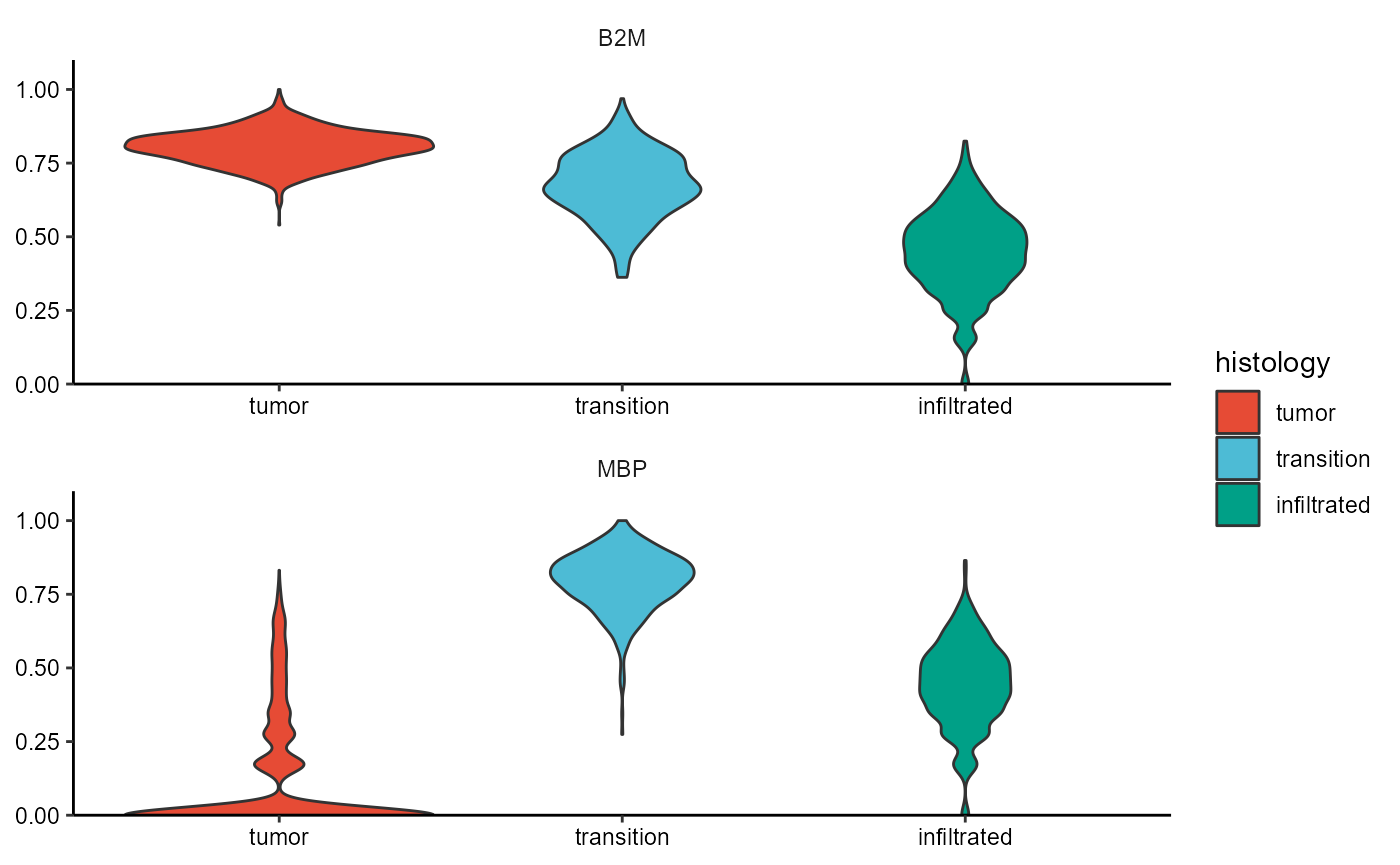 B2M
1.00
0.75
0.50
0.25
0.00
tumor transition infiltrated
MBP
1.00
0.75
0.50
0.25
0.00
tumor transition infiltrated
histology
tumor
transition
infiltrated